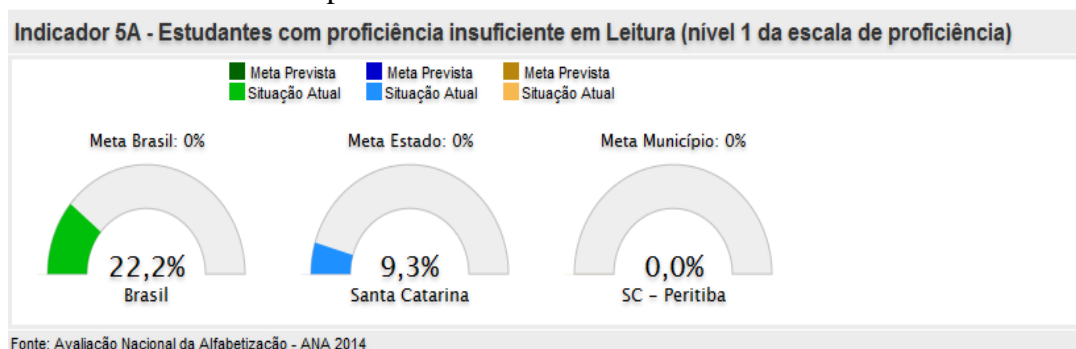 Indicador 5A - Estudantes com proficiência insuficiente em Leitura (nível 1 da escala de proficiência)
Meta Prevista Meta Prevista Meta Prevista
Situação Atual Situação Atual Situação Atual
Meta Brasil: 0% Meta Estado: 0% Meta Município: 0%
22,2% 9,3% 0,0%
Brasil Santa Catarina SC - Peritiba
Fonte: Avaliação Nacional da Alfabetização - ANA 2014